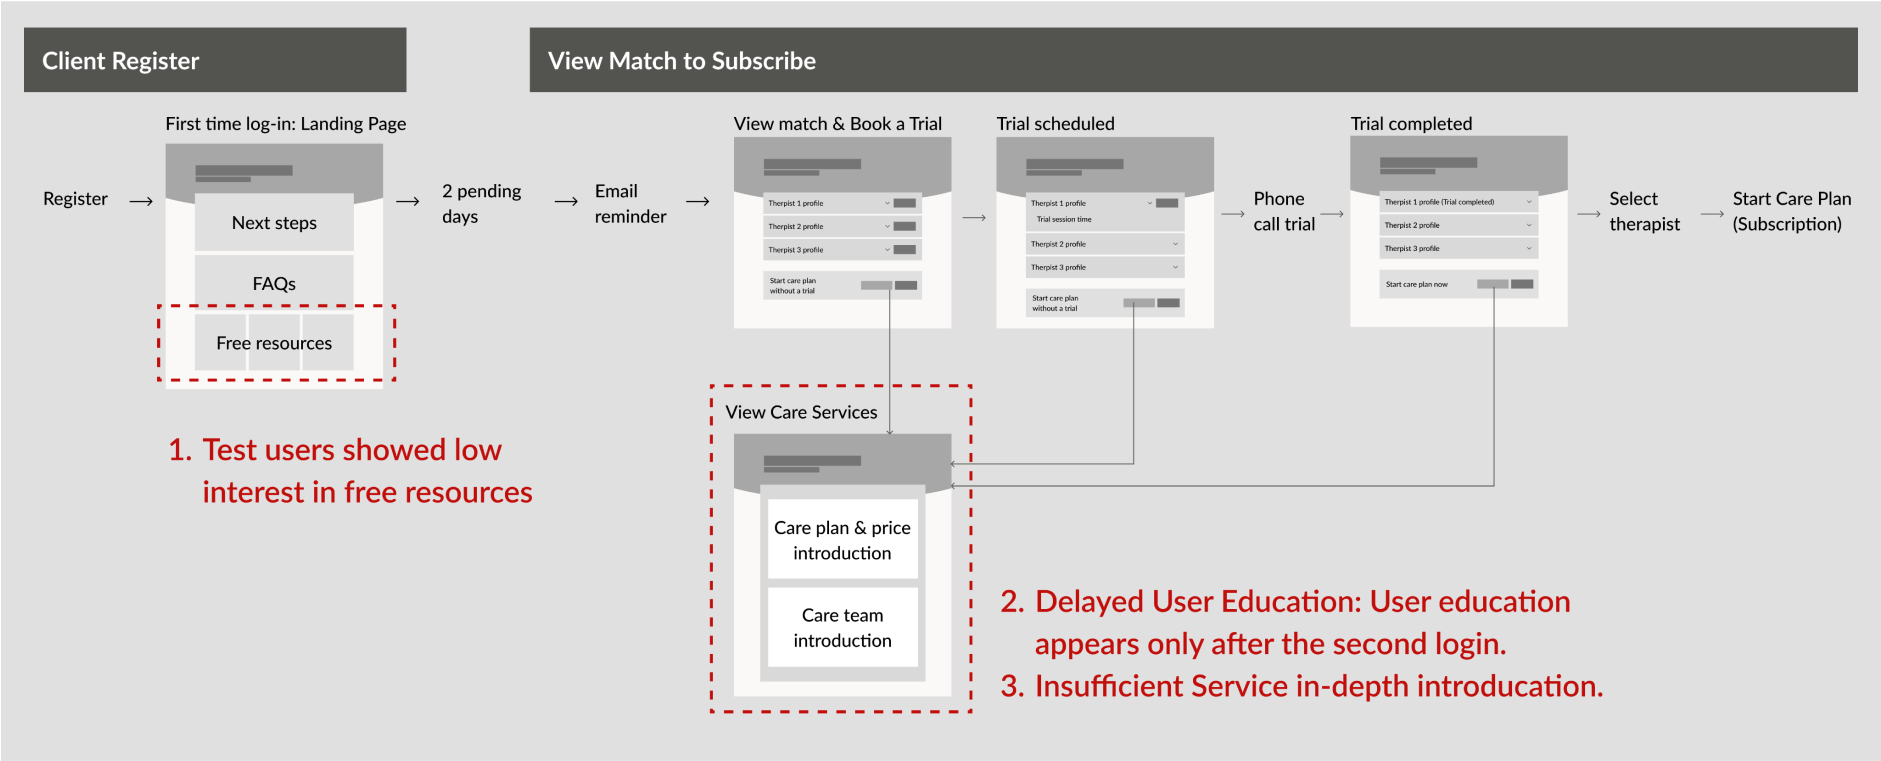 Client Register
View Match to Subscribe
First time log-in: Landing Page
Register
Next steps
FAQs
Free resources
2 pending
days
Email
reminder
View match & Book a Trial
Therpist 1 profile
Therpist 2 profile
Therpist 3 profile
Start care plan
without a trial
Trial scheduled
Therpist 1 profile
Trial session time
Therpist 2 profile
Therpist 3 profile
Start care plan
without a trial
Phone
call trial
Trial completed
Therpist 1 profile (Trial completed)
Therpist 2 profile
Therpist 3 profile
Start care plan now
Select
therapist
Start Care Plan
(Subscription)
1. Test users showed low
interest in free resources
View Care Services
Care plan & price
introduction
Care team
introduction
2. Delayed User Education: User education
appears only after the second login.
3. Insufficient Service in-depth introducation.